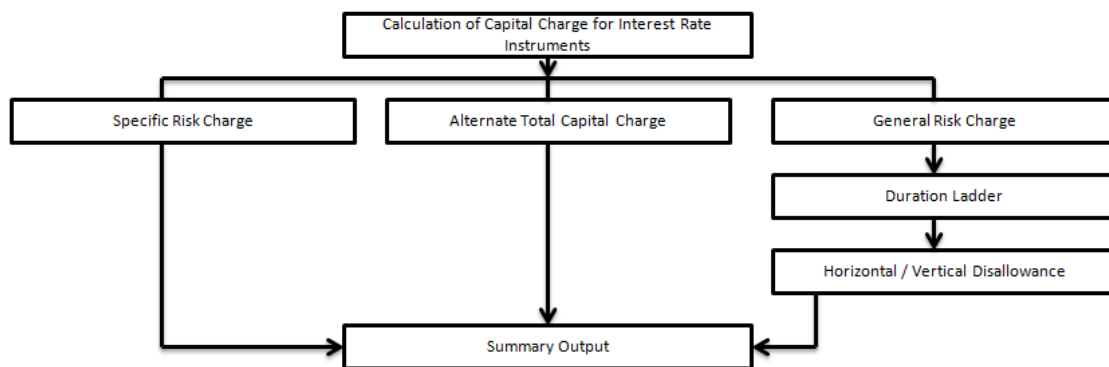 Calculation of Capital Charge for Interest Rate
Instruments
Specific Risk Charge
Alternate Total Capital Charge
General Risk Charge
Duration Ladder
Horizontal / Vertical Disallowance
Summary Output